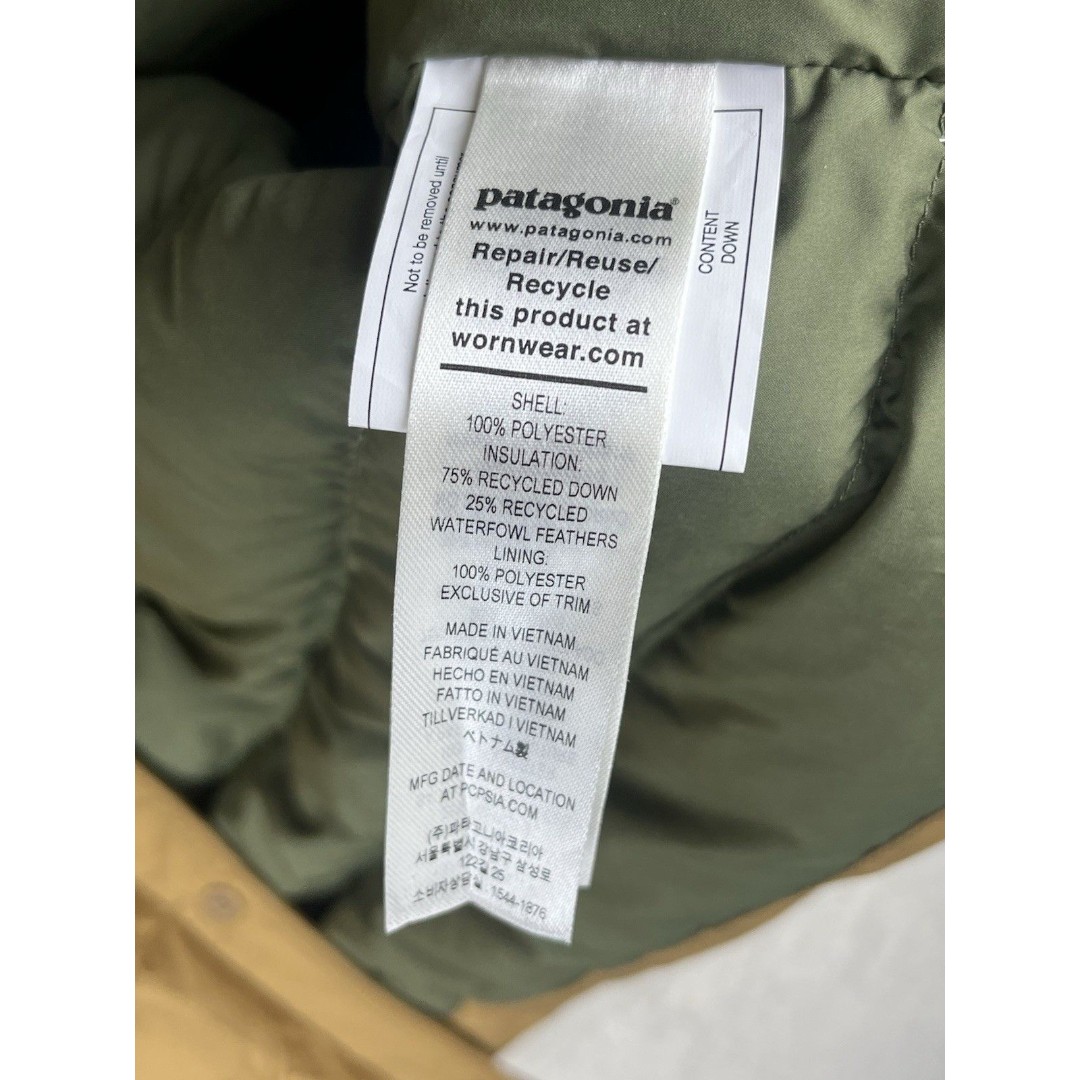 patagonia®
www.patagonia.com
Repair/Reuse/
Recycle
this product at
wornwear.com
SHELL:
100% POLYESTER
INSULATION:
75% RECYCLED DOWN
25% RECYCLED
WATERFOWL FEATHERS
LINING:
100% POLYESTER
EXCLUSIVE OF TRIM
MADE IN VIETNAM
FABRIQUÉ AU VIETNAM
HECHO EN VIETNAM
FATTO IN VIETNAM
TILLVERKAD I VIETNAM
ベトナム製
MFG DATE AND LOCATION
AT PCPSIA.COM
(주)파타고니아코리아
서울특별시 강남구 삼성로
122길 25
소비자상담실: 1544-1876
Not to be removed until
CONTENT
DOWN